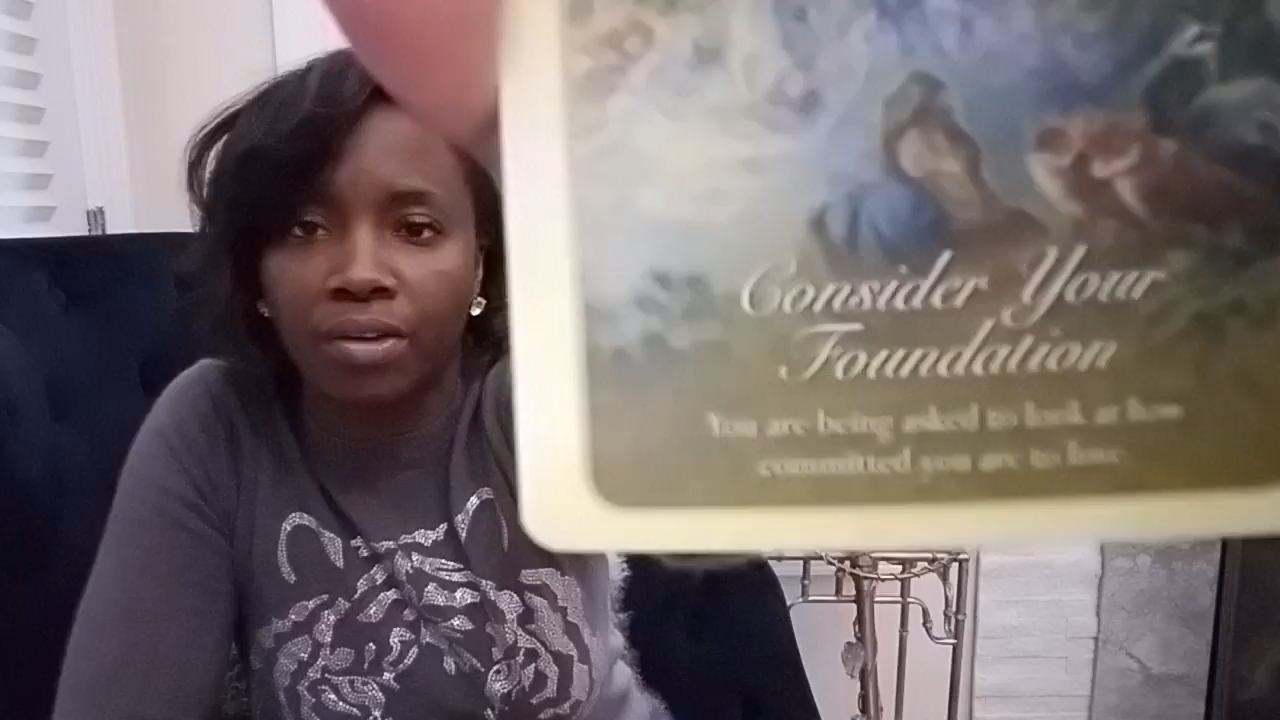 Consider Your
Foundation
You are being asked to look at how
committed you are to love